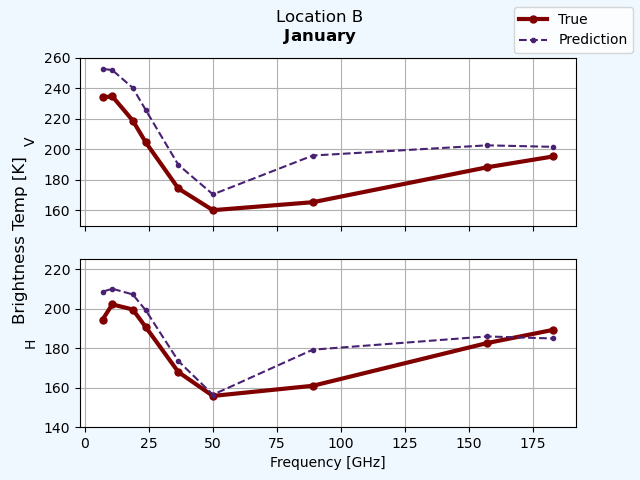 Location B
January
True
Prediction
260
240
220
200
180
160
V
Brightness Temp [K]
H
220
200
180
160
140
0 25 50 75 100 125 150 175
Frequency [GHz]